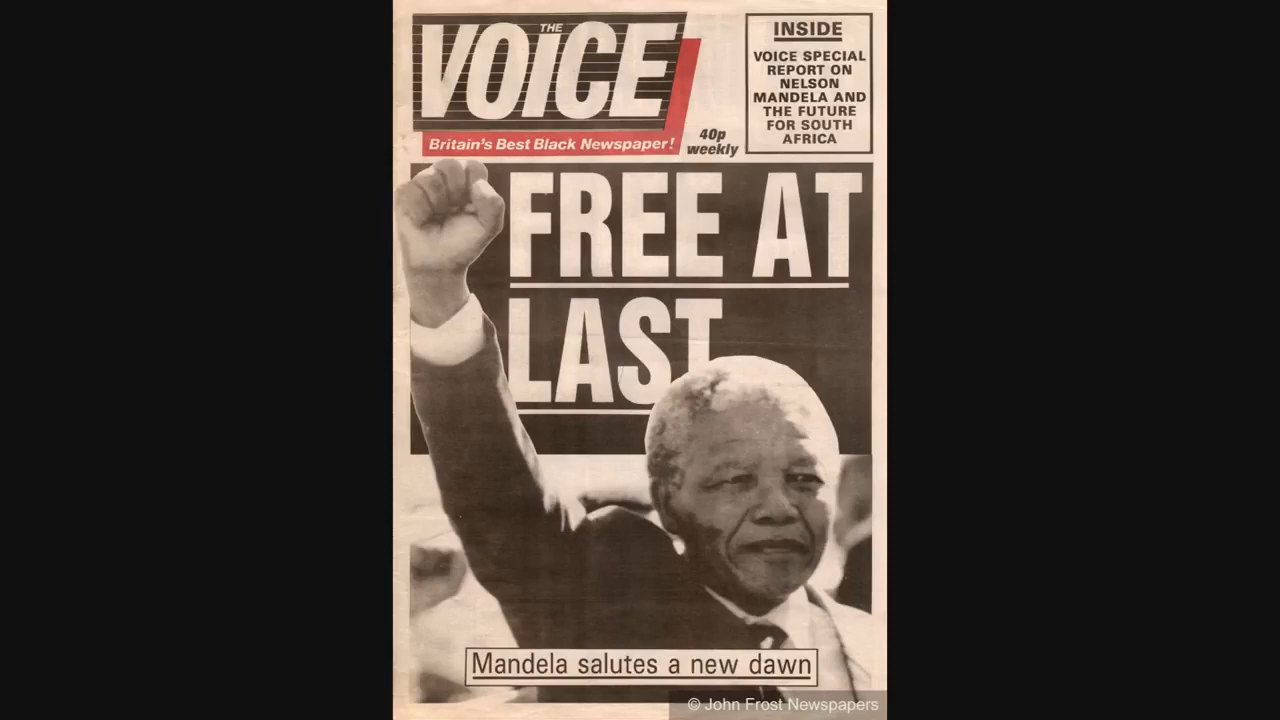 THE
VOICE
Britain's Best Black Newspaper!
40p
weekly
INSIDE
VOICE SPECIAL
REPORT ON
NELSON
MANDELA AND
THE FUTURE
FOR SOUTH
AFRICA
FREE AT
LAST
Mandela salutes a new dawn
© John Frost Newspapers